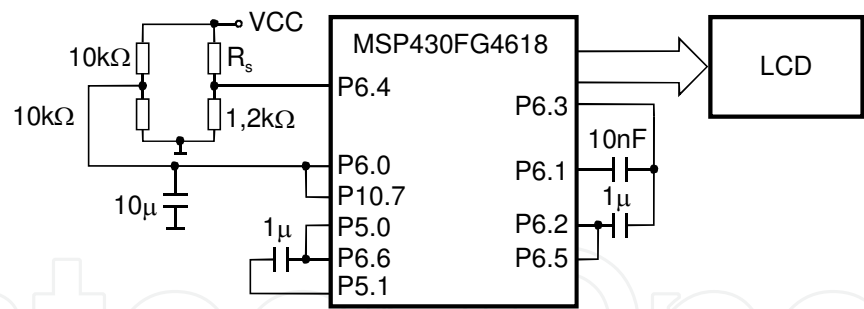 VCC
10kΩ
Rs
10kΩ
1,2kΩ
10µ
1µ
MSP430FG4618
P6.4
P6.0
P10.7
P5.0
P6.6
P5.1
P6.3
P6.1
P6.2
P6.5
10nF
1µ
LCD